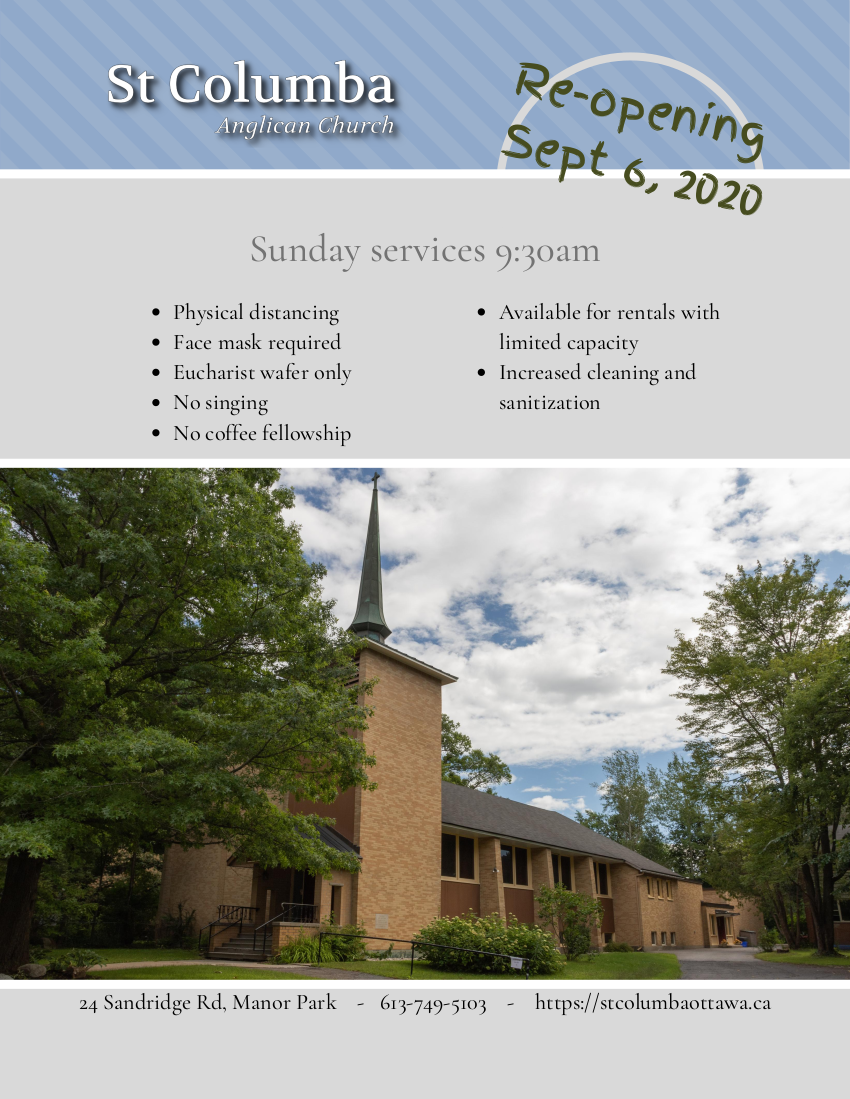 St Columba
Anglican Church
Re-opening
Sept 6, 2020
Sunday services 9:30am
• Physical distancing
• Face mask required
• Eucharist wafer only
• No singing
• No coffee fellowship
• Available for rentals with
limited capacity
• Increased cleaning and
sanitization
24 Sandridge Rd, Manor Park - 613-749-5103 - https://stcolumbaottawa.ca